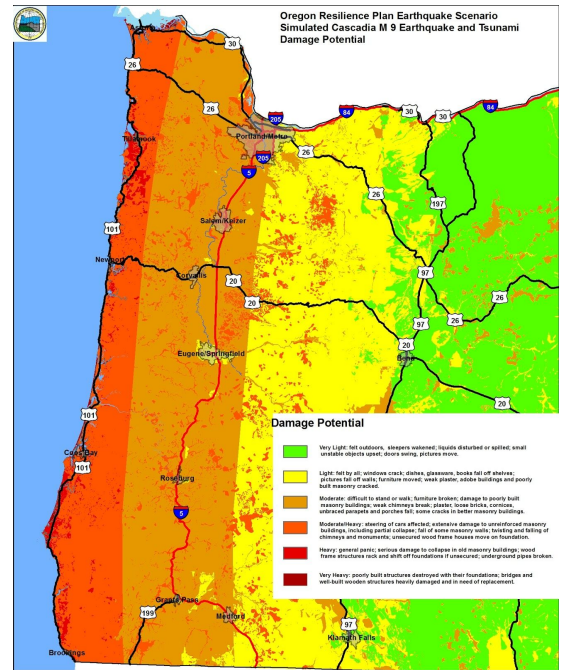 Oregon Resilience Plan Earthquake Scenario
Simulated Cascadia M 9 Earthquake and Tsunami
Damage Potential
30
26
26
205
84
30
30
84
Tillamook
Portland Metro
205
26
5
26
197
101
Salem/Keizer
Newport
Corvallis
20
20
97
26
26
97
Eugene/Springfield
20
Bend
101
20
Coos Bay
101
Roseburg
5
Grants Pass
199
Medford
97
Klamath Falls
Brookings
Damage Potential
Very Light: felt outdoors, sleepers wakened; liquids disturbed or spilled; small
unstable objects upset; doors swing, pictures move.
Light: felt by all; windows crack; dishes, glassware, books fall off shelves;
pictures fall off walls; furniture moved; weak plaster, adobe buildings and poorly
built masonry cracked.
Moderate: difficult to stand or walk; furniture broken; damage to poorly built
masonry buildings; weak chimneys break; plaster, loose bricks, cornices,
unbraced parapets and porches fall; some cracks in better masonry buildings.
Moderate/Heavy: steering of cars affected; extensive damage to unreinforced masonry
buildings, including partial collapse; fall of some masonry walls; twisting and falling of
chimneys and monuments; unsecured wood frame houses move on foundation.
Heavy: general panic; serious damage to collapse in old masonry buildings; wood
frame structures rack and shift off foundations if unsecured; underground pipes broken.
Very Heavy: poorly built structures destroyed with their foundations; bridges and
well-built wooden structures heavily damaged and in need of replacement.